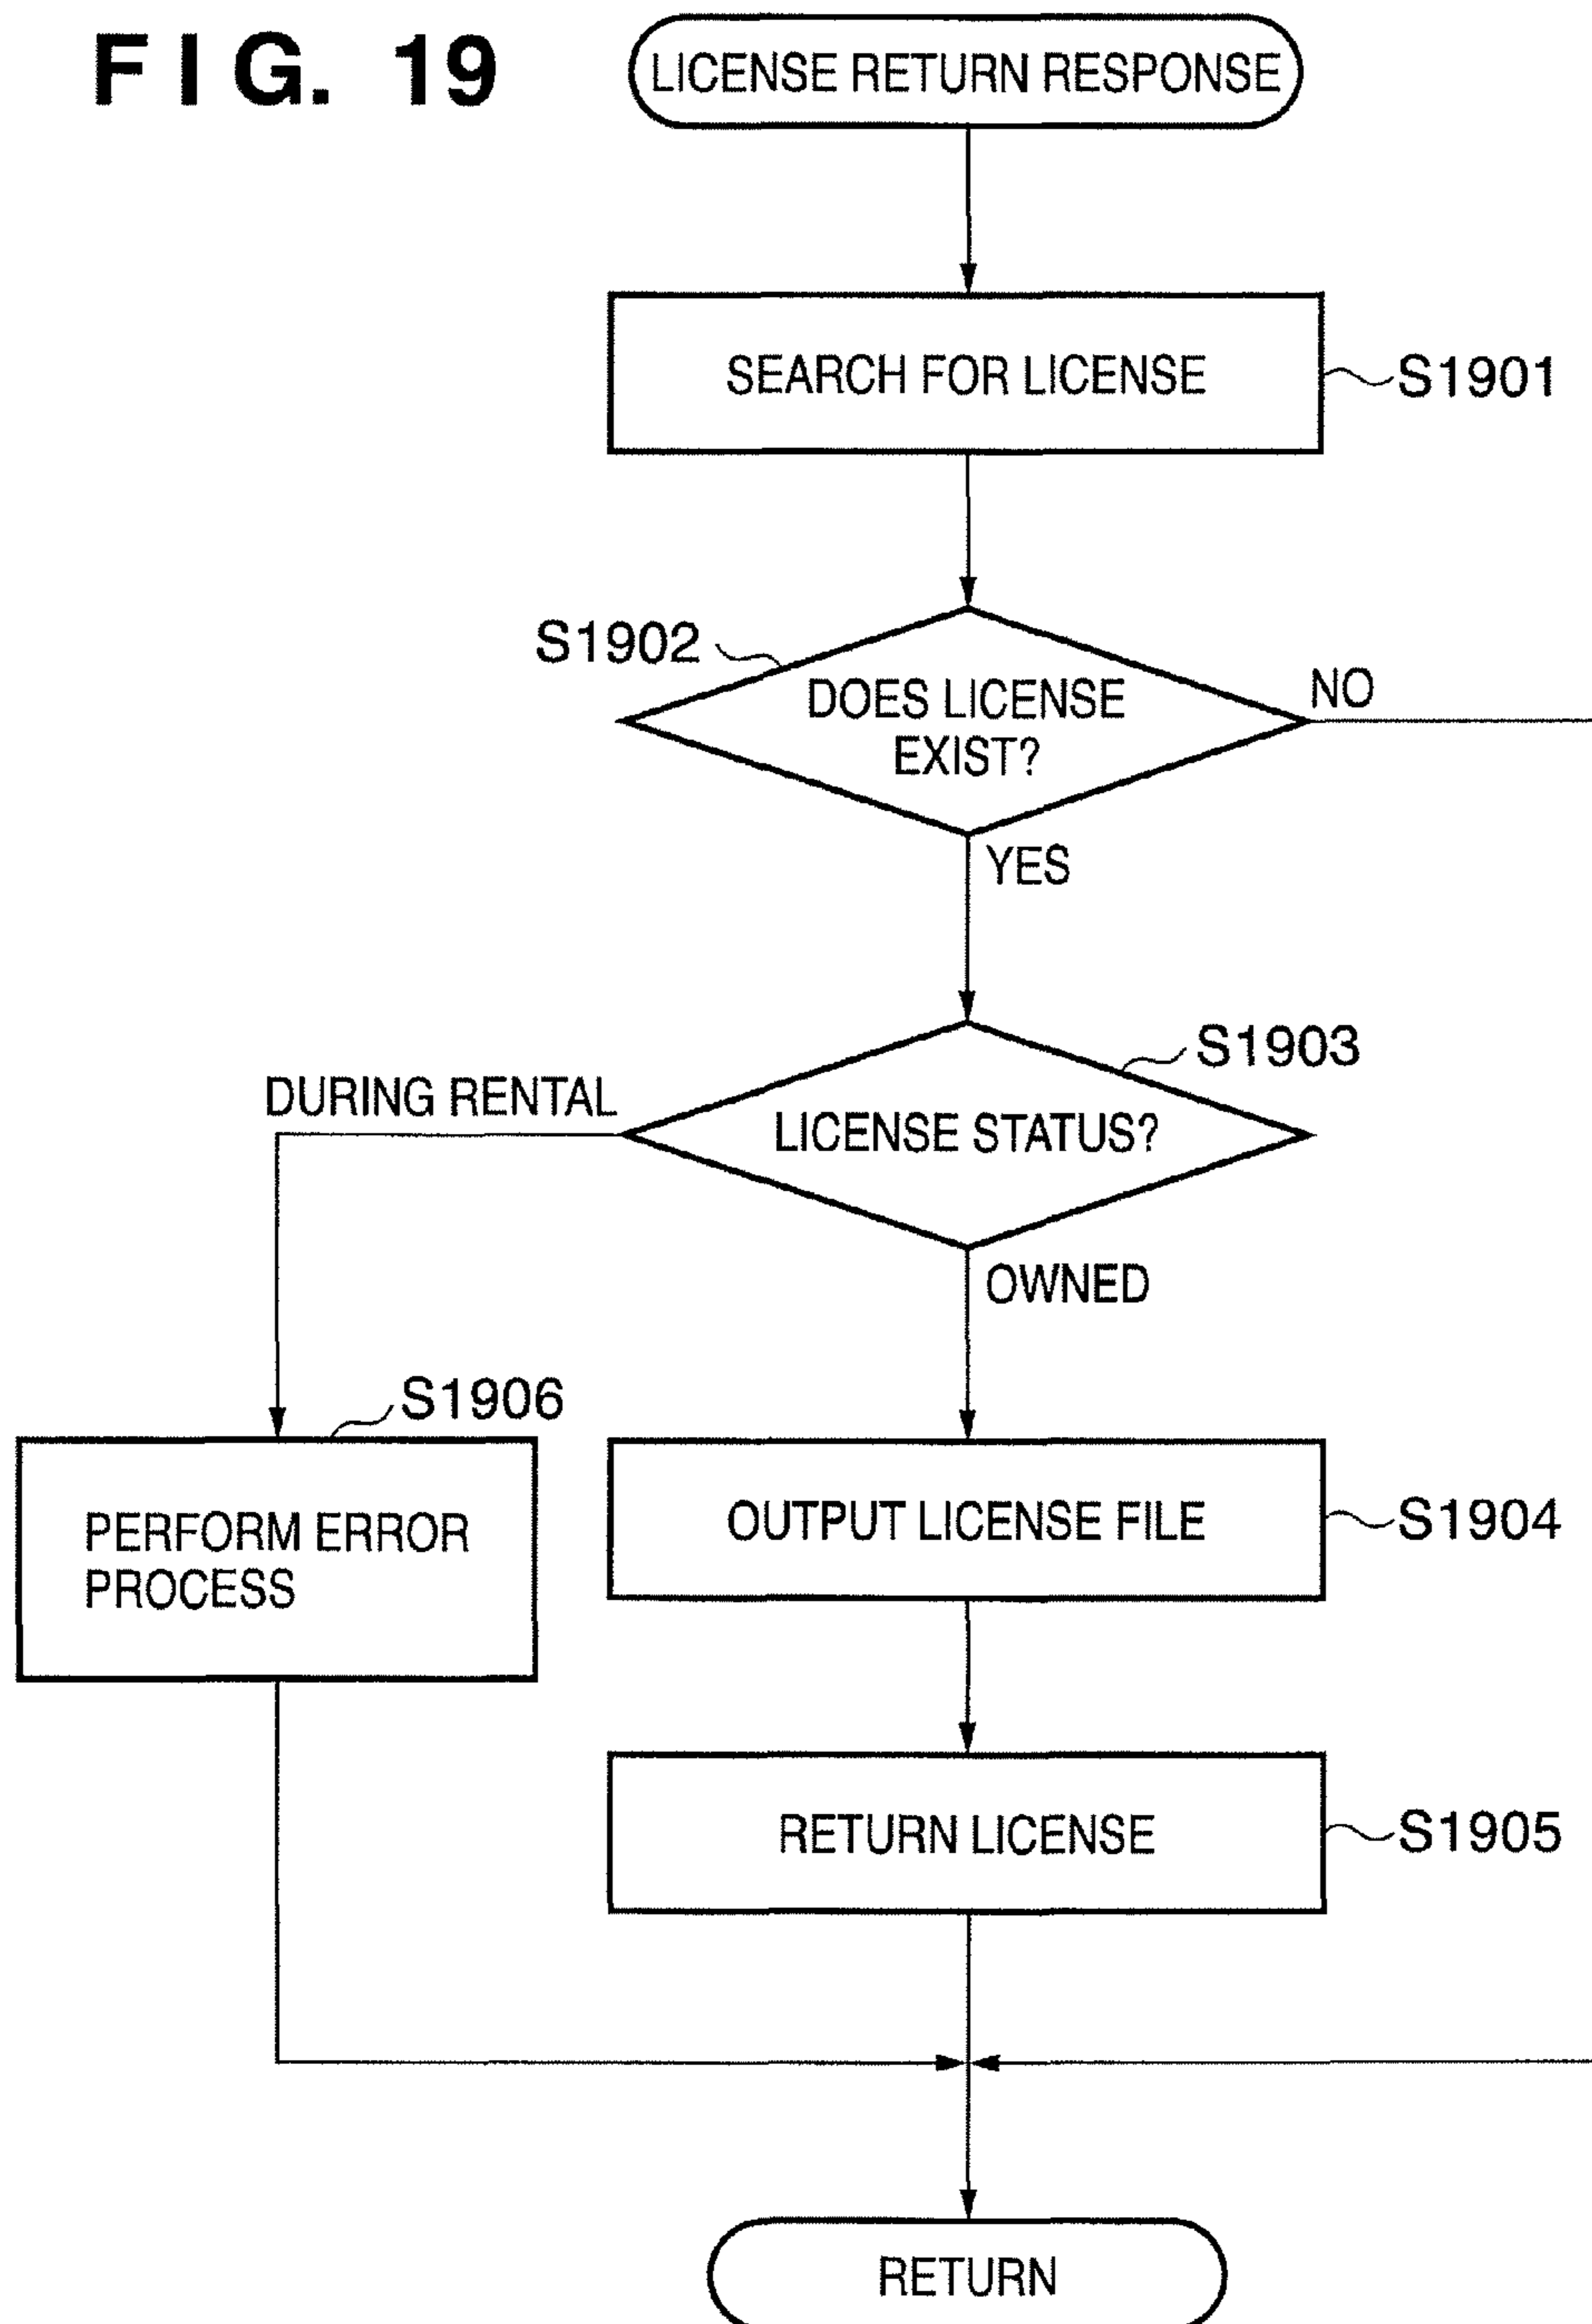 FIG. 19
LICENSE RETURN RESPONSE
SEARCH FOR LICENSE
S1901
S1902
DOES LICENSE
EXIST?
NO
YES
S1903
DURING RENTAL
LICENSE STATUS?
OWNED
S1906
PERFORM ERROR
PROCESS
OUTPUT LICENSE FILE
S1904
RETURN LICENSE
S1905
RETURN